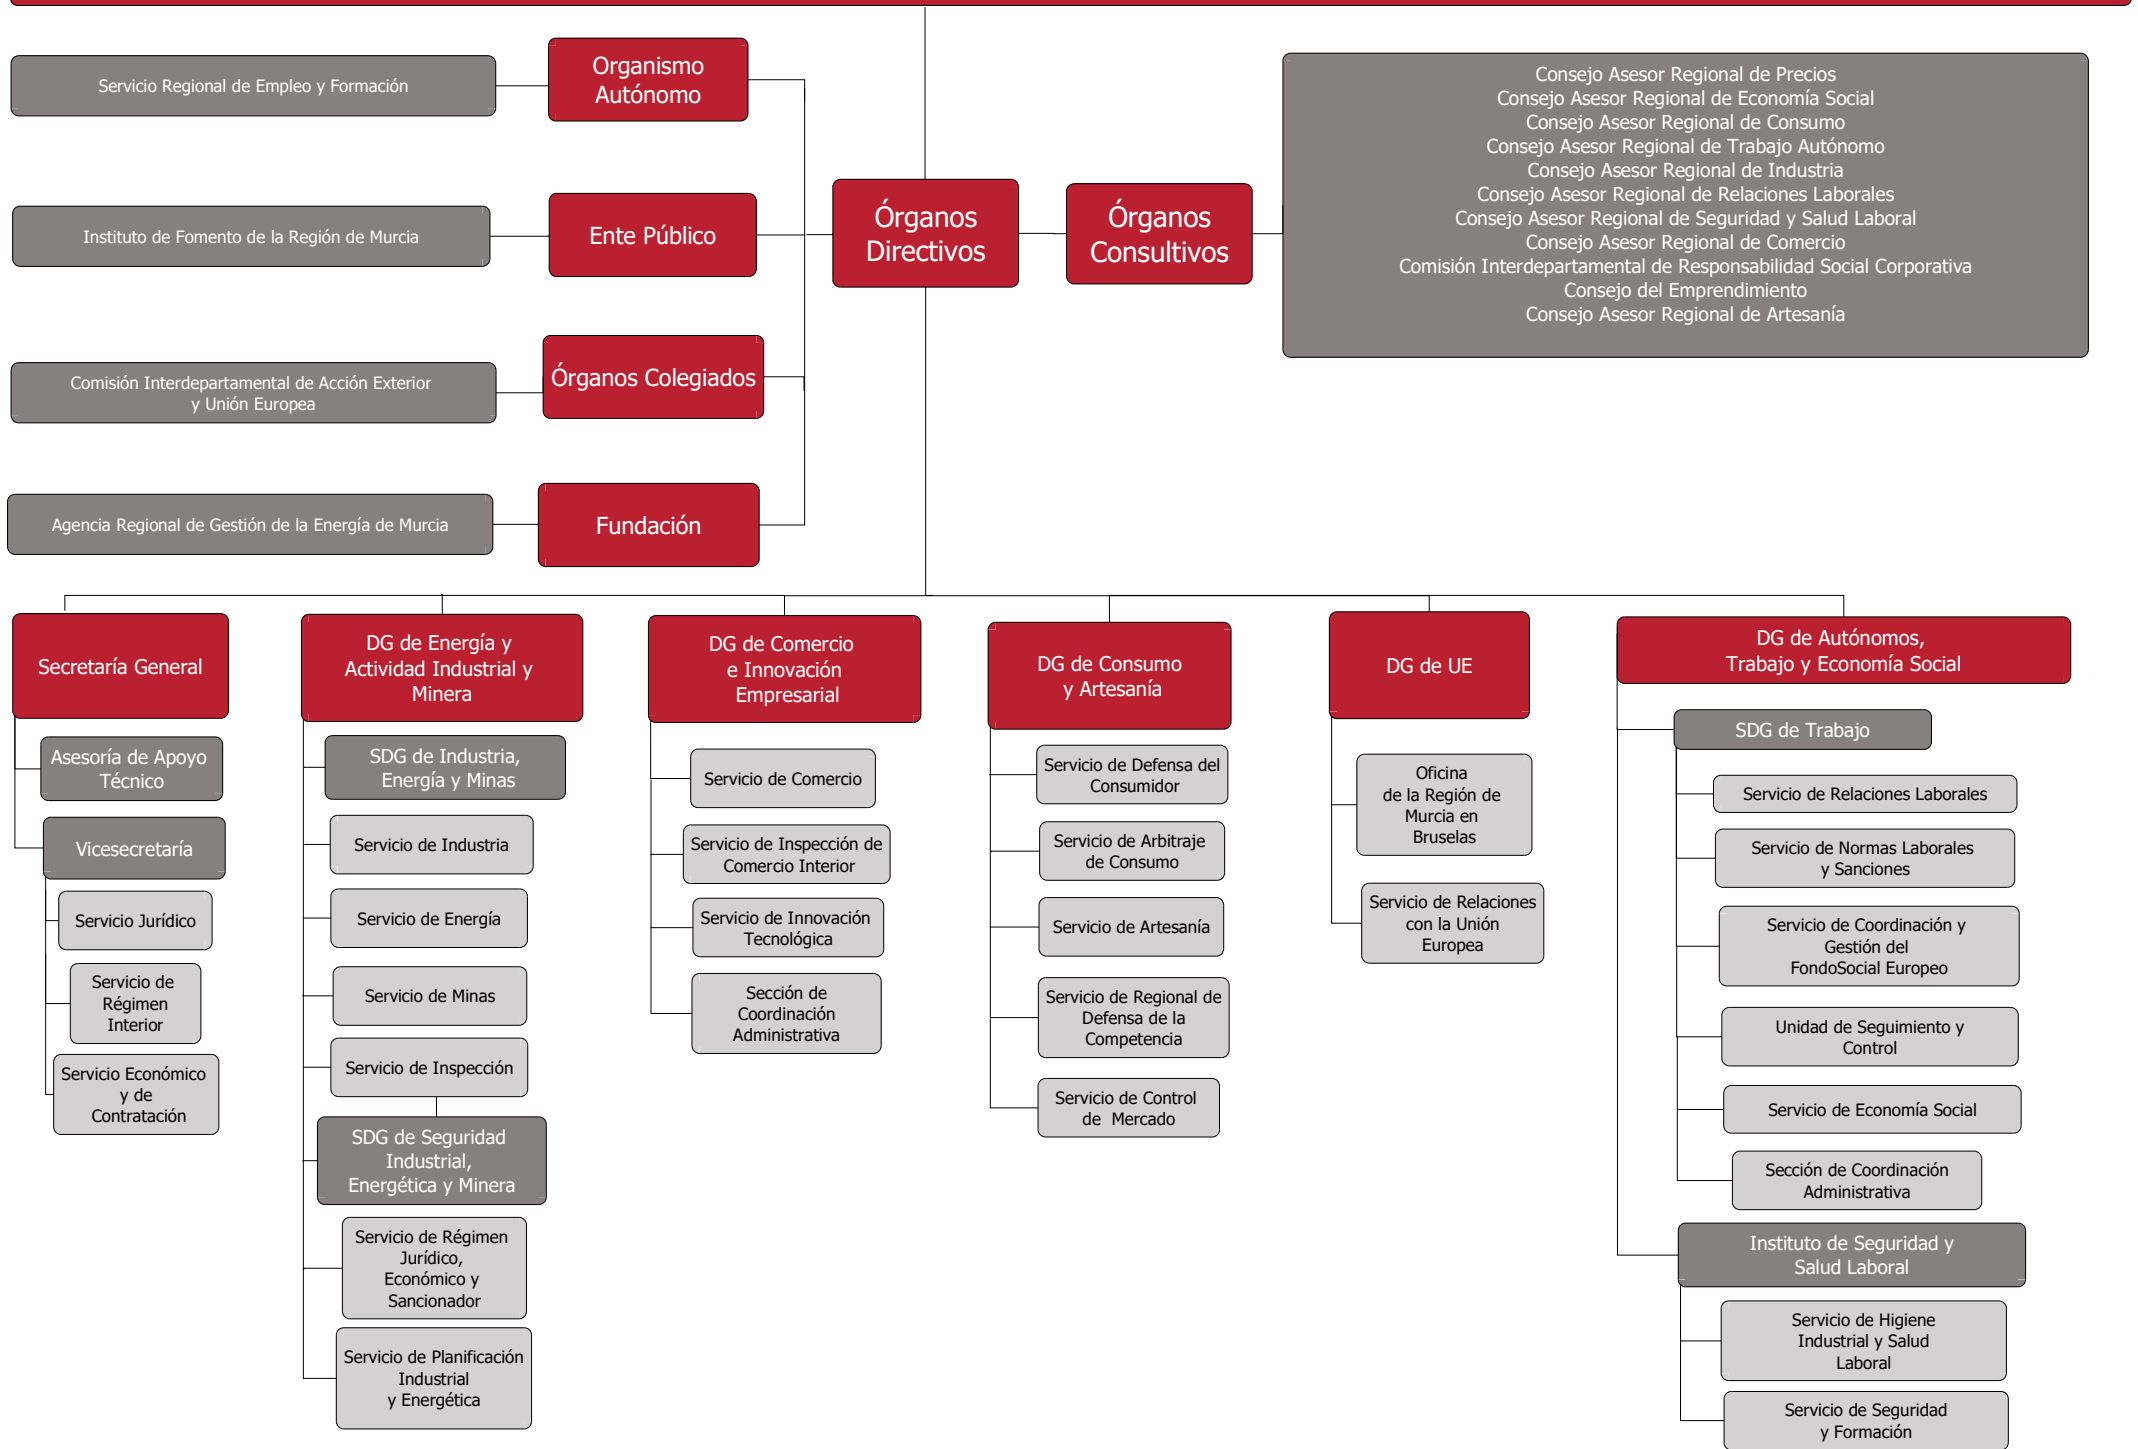 Servicio Regional de Empleo y Formación
Organismo
Autónomo
Instituto de Fomento de la Región de Murcia
Ente Público
Comisión Interdepartamental de Acción Exterior
y Unión Europea
Órganos Colegiados
Agencia Regional de Gestión de la Energía de Murcia
Fundación
Órganos
Directivos
Órganos
Consultivos
Consejo Asesor Regional de Precios
Consejo Asesor Regional de Economía Social
Consejo Asesor Regional de Consumo
Consejo Asesor Regional de Trabajo Autónomo
Consejo Asesor Regional de Industria
Consejo Asesor Regional de Relaciones Laborales
Consejo Asesor Regional de Seguridad y Salud Laboral
Consejo Asesor Regional de Comercio
Comisión Interdepartamental de Responsabilidad Social Corporativa
Consejo del Emprendimiento
Consejo Asesor Regional de Artesanía
Secretaría General
Asesoría de Apoyo
Técnico
Vicesecretaría
Servicio Jurídico
Servicio de
Régimen
Interior
Servicio Económico
y de
Contratación
DG de Energía y
Actividad Industrial y
Minera
SDG de Industria,
Energía y Minas
Servicio de Industria
Servicio de Energía
Servicio de Minas
Servicio de Inspección
SDG de Seguridad
Industrial,
Energética y Minera
Servicio de Régimen
Jurídico,
Económico y
Sancionador
Servicio de Planificación
Industrial
y Energética
DG de Comercio
e Innovación
Empresarial
Servicio de Comercio
Servicio de Inspección de
Comercio Interior
Servicio de Innovación
Tecnológica
Sección de
Coordinación
Administrativa
DG de Consumo
y Artesanía
Servicio de Defensa del
Consumidor
Servicio de Arbitraje
de Consumo
Servicio de Artesanía
Servicio de Regional de
Defensa de la
Competencia
Servicio de Control
de Mercado
DG de UE
Oficina
de la Región de
Murcia en
Bruselas
Servicio de Relaciones
con la Unión
Europea
DG de Autónomos,
Trabajo y Economía Social
SDG de Trabajo
Servicio de Relaciones Laborales
Servicio de Normas Laborales
y Sanciones
Servicio de Coordinación y
Gestión del
FondoSocial Europeo
Unidad de Seguimiento y
Control
Servicio de Economía Social
Sección de Coordinación
Administrativa
Instituto de Seguridad y
Salud Laboral
Servicio de Higiene
Industrial y Salud
Laboral
Servicio de Seguridad
y Formación